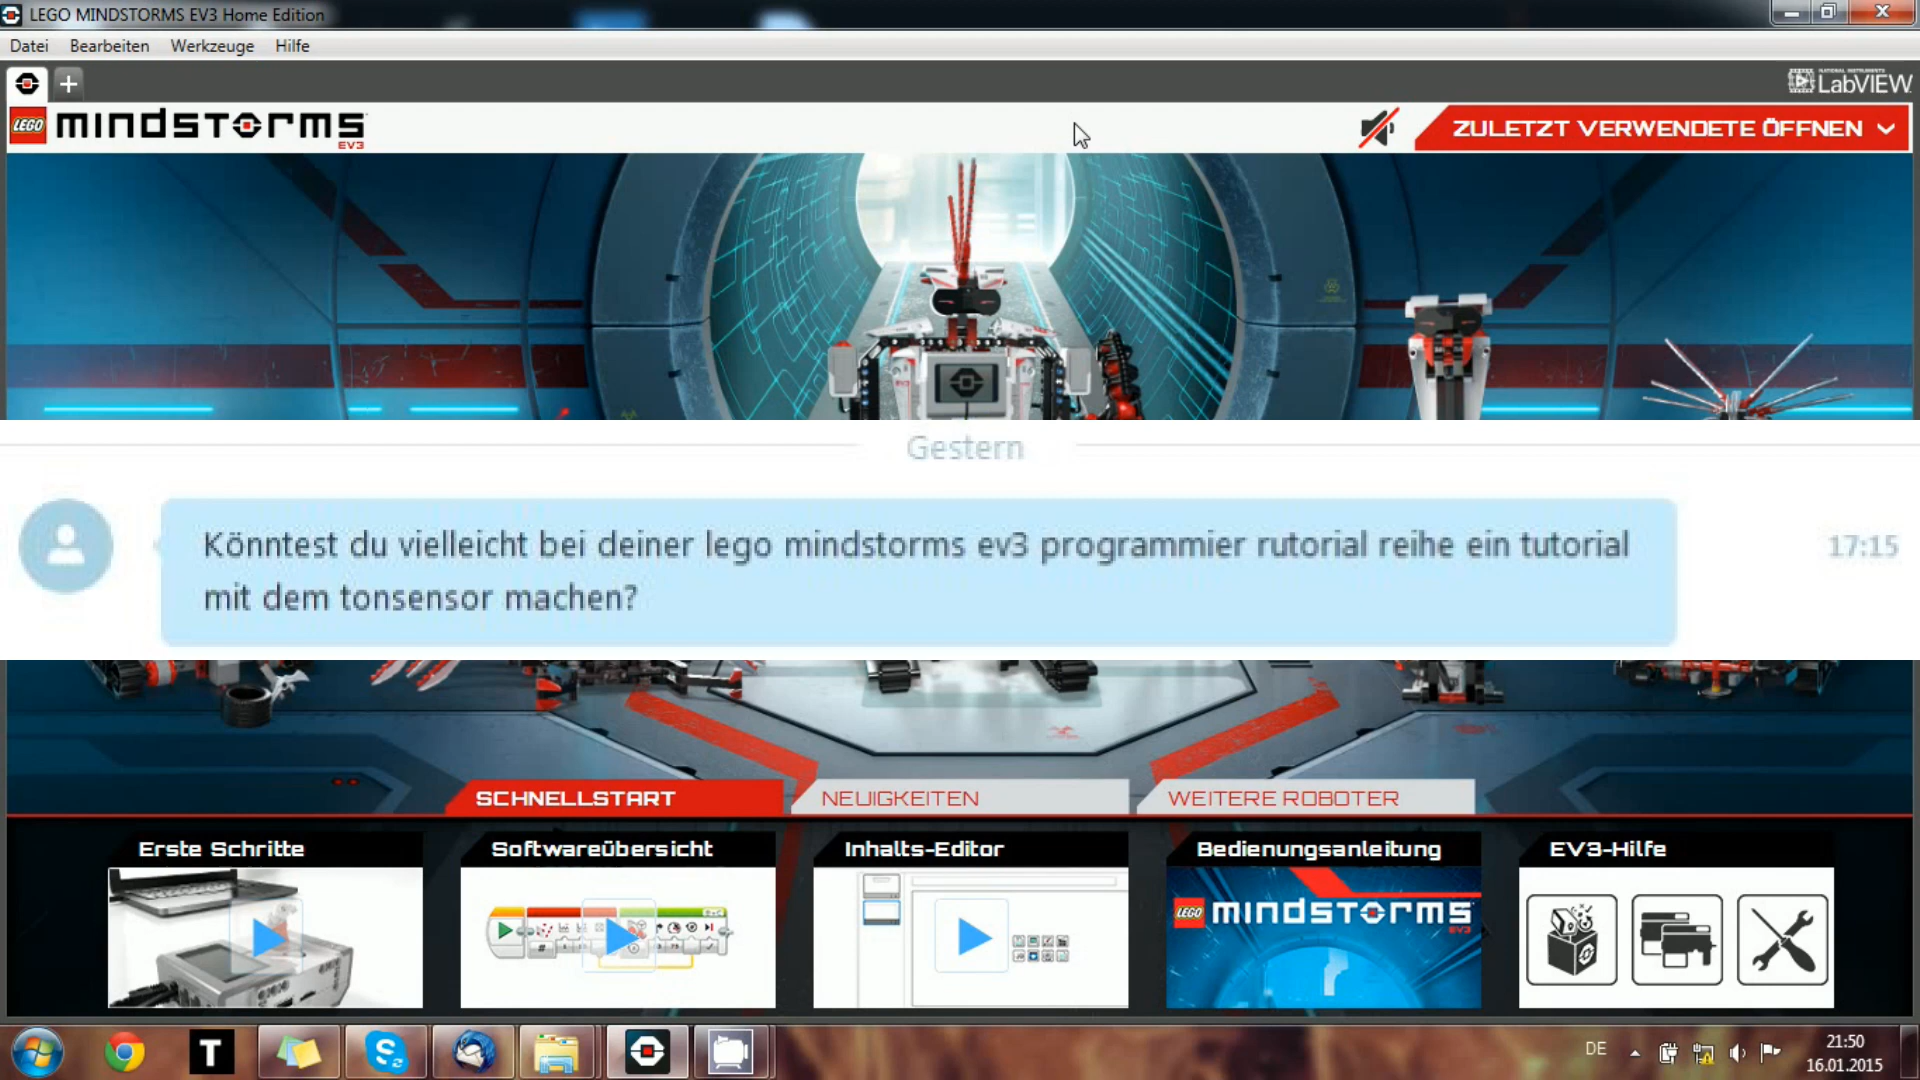 LEGO MINDSTORMS EV3 Home Edition
Datei Bearbeiten Werkzeuge Hilfe
+
NATIONAL INSTRUMENTS
LabVIEW
LEGO mindstorms
EV3
ZULETZT VERWENDETE ÖFFNEN
Gestern
Könntest du vielleicht bei deiner lego mindstorms ev3 programmier rutorial reihe ein tutorial
mit dem tonsensor machen?
17:15
SCHNELLSTART NEUIGKEITEN WEITERE ROBOTER
Erste Schritte Softwareübersicht Inhalts-Editor Bedienungsanleitung EV3-Hilfe
LEGO mindstorms
EV3
T
DE
21:50
16.01.2015